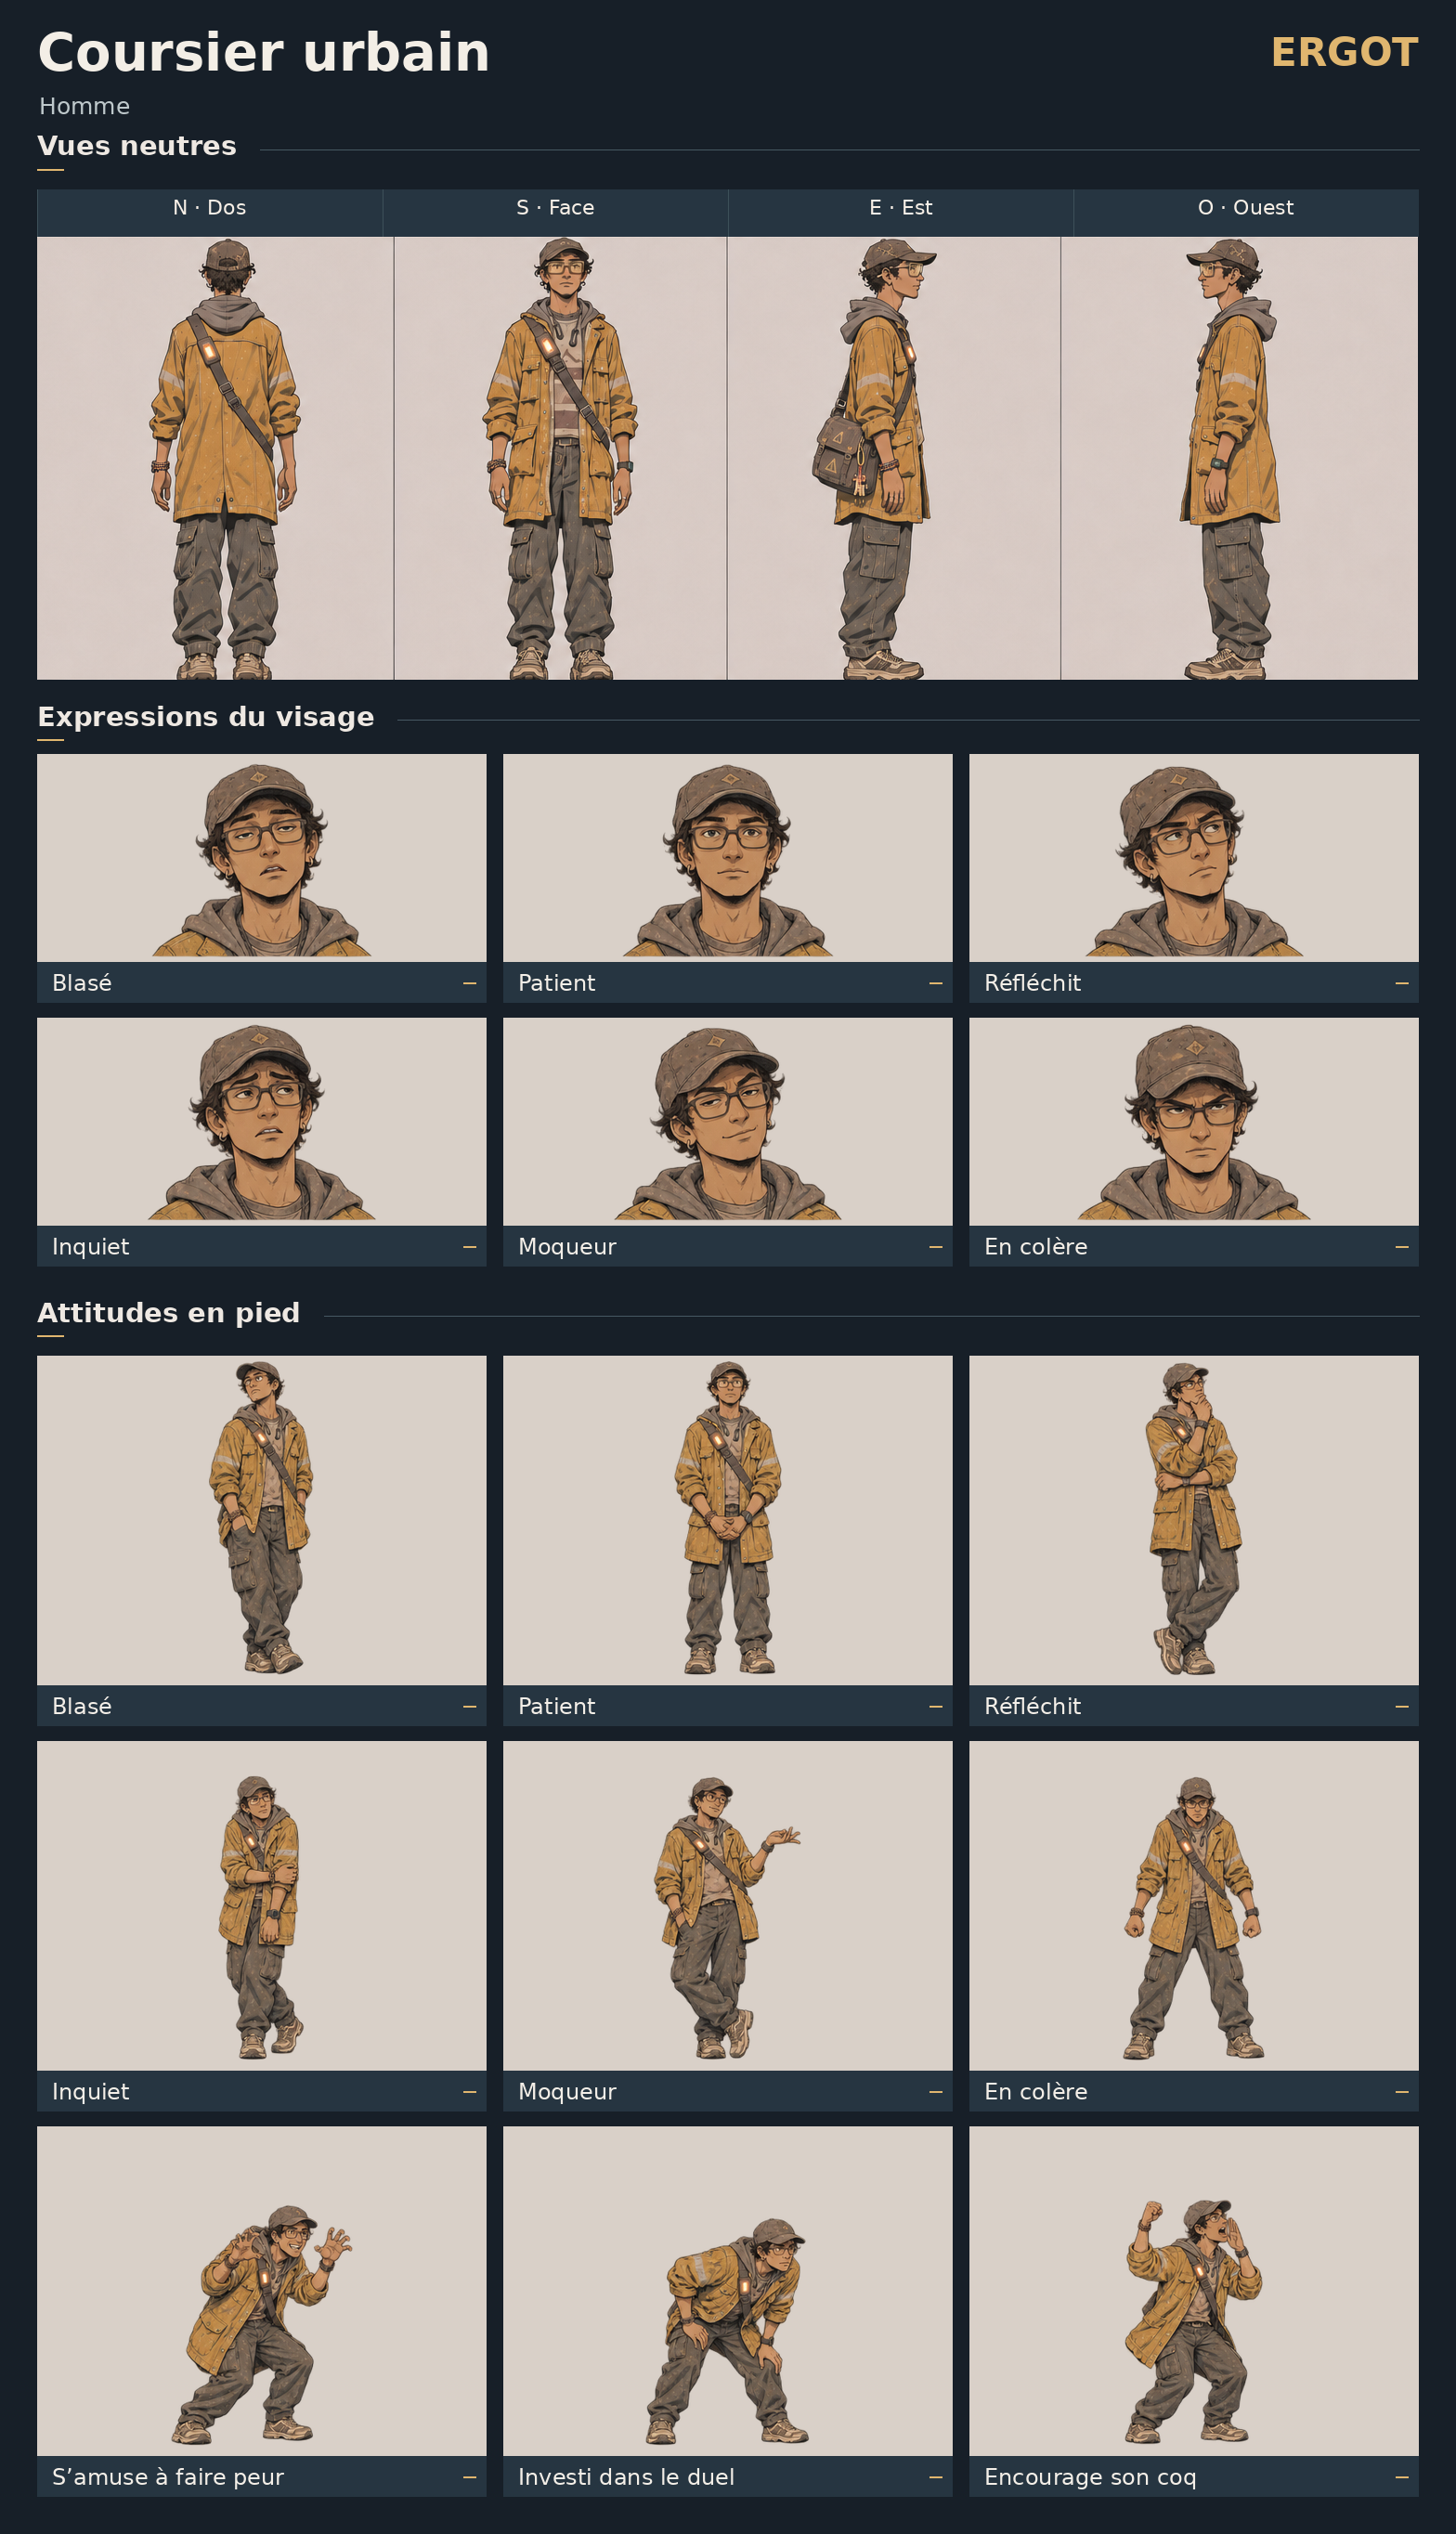 Coursier urbain
ERGOT
Homme
Vues neutres
N · Dos
S · Face
E · Est
O · Ouest
Expressions du visage
Blasé –
Patient –
Réfléchit –
Inquiet –
Moqueur –
En colère –
Attitudes en pied
Blasé –
Patient –
Réfléchit –
Inquiet –
Moqueur –
En colère –
S’amuse à faire peur –
Investi dans le duel –
Encourage son coq –